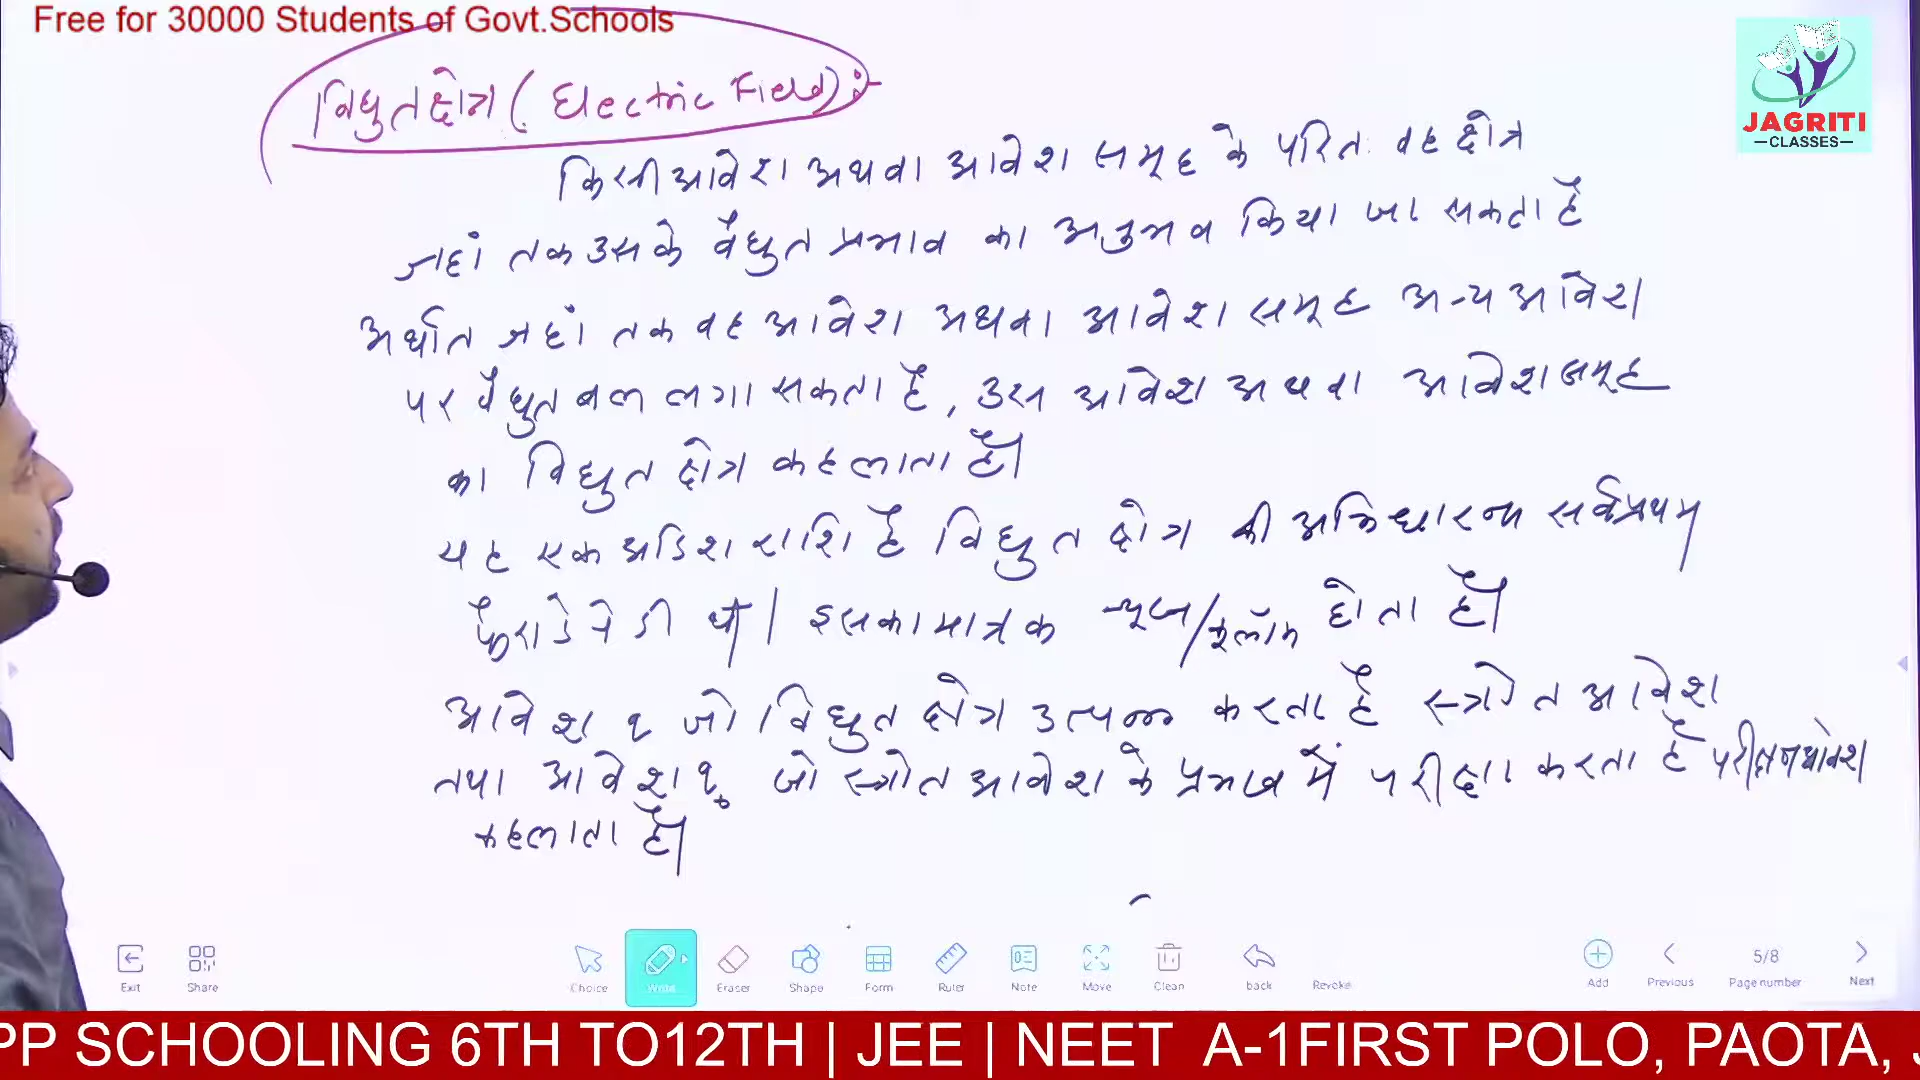 Free for 30000 Students of Govt.Schools
विधुत क्षेत्र ( Electric Field) :-
JAGRITI
CLASSES
किसी आवेश अथवा आवेश समूह के परितः वह क्षेत्र
जहां तक उसके वैधुत प्रभाव का अनुभव किया जा सकता है
अर्थात जहां तक वह आवेश अथवा आवेश समूह अन्य आवेश
पर वैधुत बल लगा सकता है, उस आवेश अथवा आवेश समूह
का विधुत क्षेत्र कहलाता है।
यह एक अदिश राशि है विधुत क्षेत्र की अभिधारणा सर्वप्रथम
फैराडे ने दी थी। इसका मात्रक न्यूटन/कूलॉम होता है।
आवेश q जो विधुत क्षेत्र उत्पन्न करता है स्त्रोत आवेश
तथा आवेश q₀ जो स्त्रोत आवेश के प्रभाव में परीक्षा करता है परीक्षण आवेश
कहलाता है।
Exit Share Choice Write Eraser Shape Form Ruler Note Move Clean back Revoke Add Previous 5/8 Page number Next
PP SCHOOLING 6TH TO12TH | JEE | NEET A-1FIRST POLO, PAOTA,